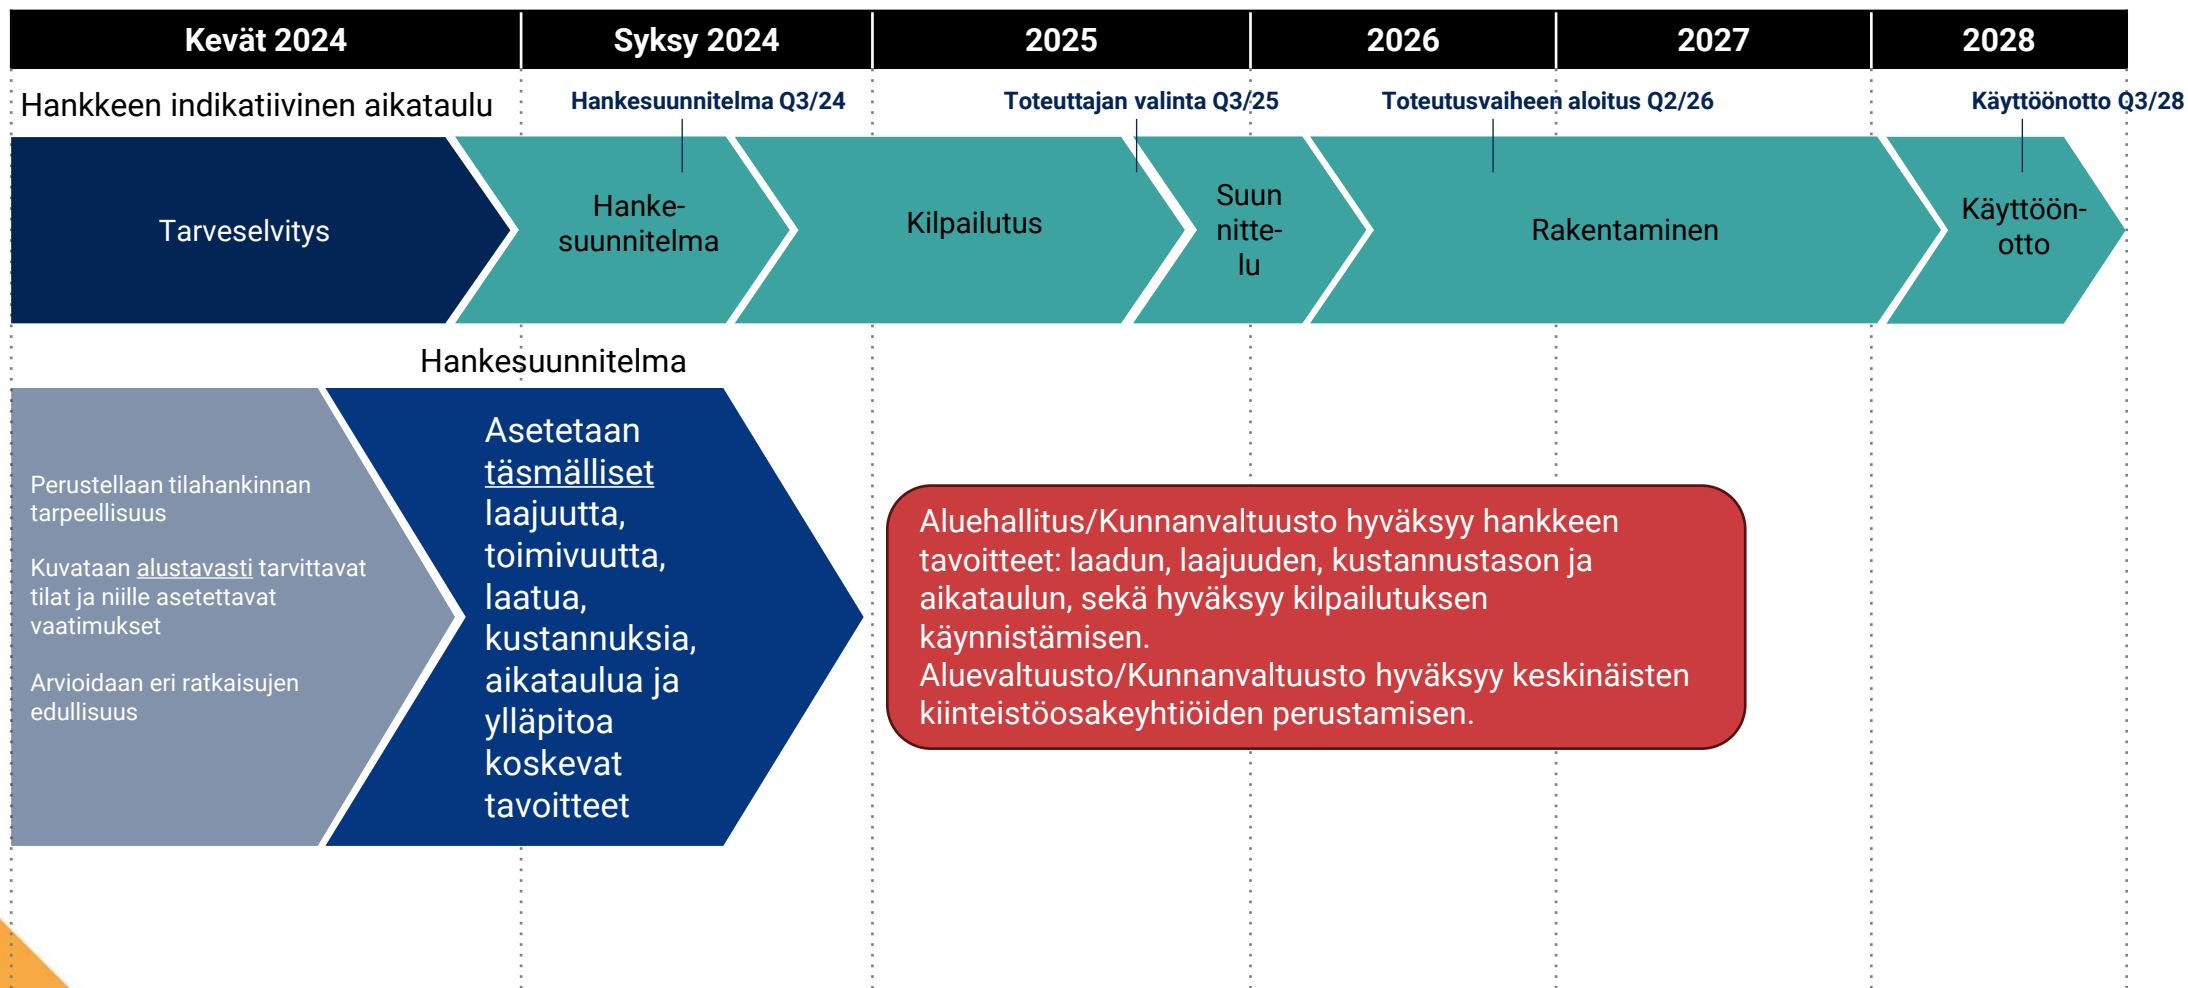 Kevät 2024
Syksy 2024
2025
2026
2027
2028
Hankkeen indikatiivinen aikataulu
Hankesuunnitelma Q3/24
Toteuttajan valinta Q3/25
Toteutusvaiheen aloitus Q2/26
Käyttöönotto Q3/28
Tarveselvitys
Hanke-
suunnitelma
Kilpailutus
Suun
nitte-
lu
Rakentaminen
Käyttöön-
otto
Hankesuunnitelma
Perustellaan tilahankinnan
tarpeellisuus
Kuvataan alustavasti tarvittavat
tilat ja niille asetettavat
vaatimukset
Arvioidaan eri ratkaisujen
edullisuus
Asetetaan
täsmälliset
laajuutta,
toimivuutta,
laatua,
kustannuksia,
aikataulua ja
ylläpitoa
koskevat
tavoitteet
Aluehallitus/Kunnanvaltuusto hyväksyy hankkeen
tavoitteet: laadun, laajuuden, kustannustason ja
aikataulun, sekä hyväksyy kilpailutuksen
käynnistämisen.
Aluevaltuusto/Kunnanvaltuusto hyväksyy keskinäisten
kiinteistöosakeyhtiöiden perustamisen.